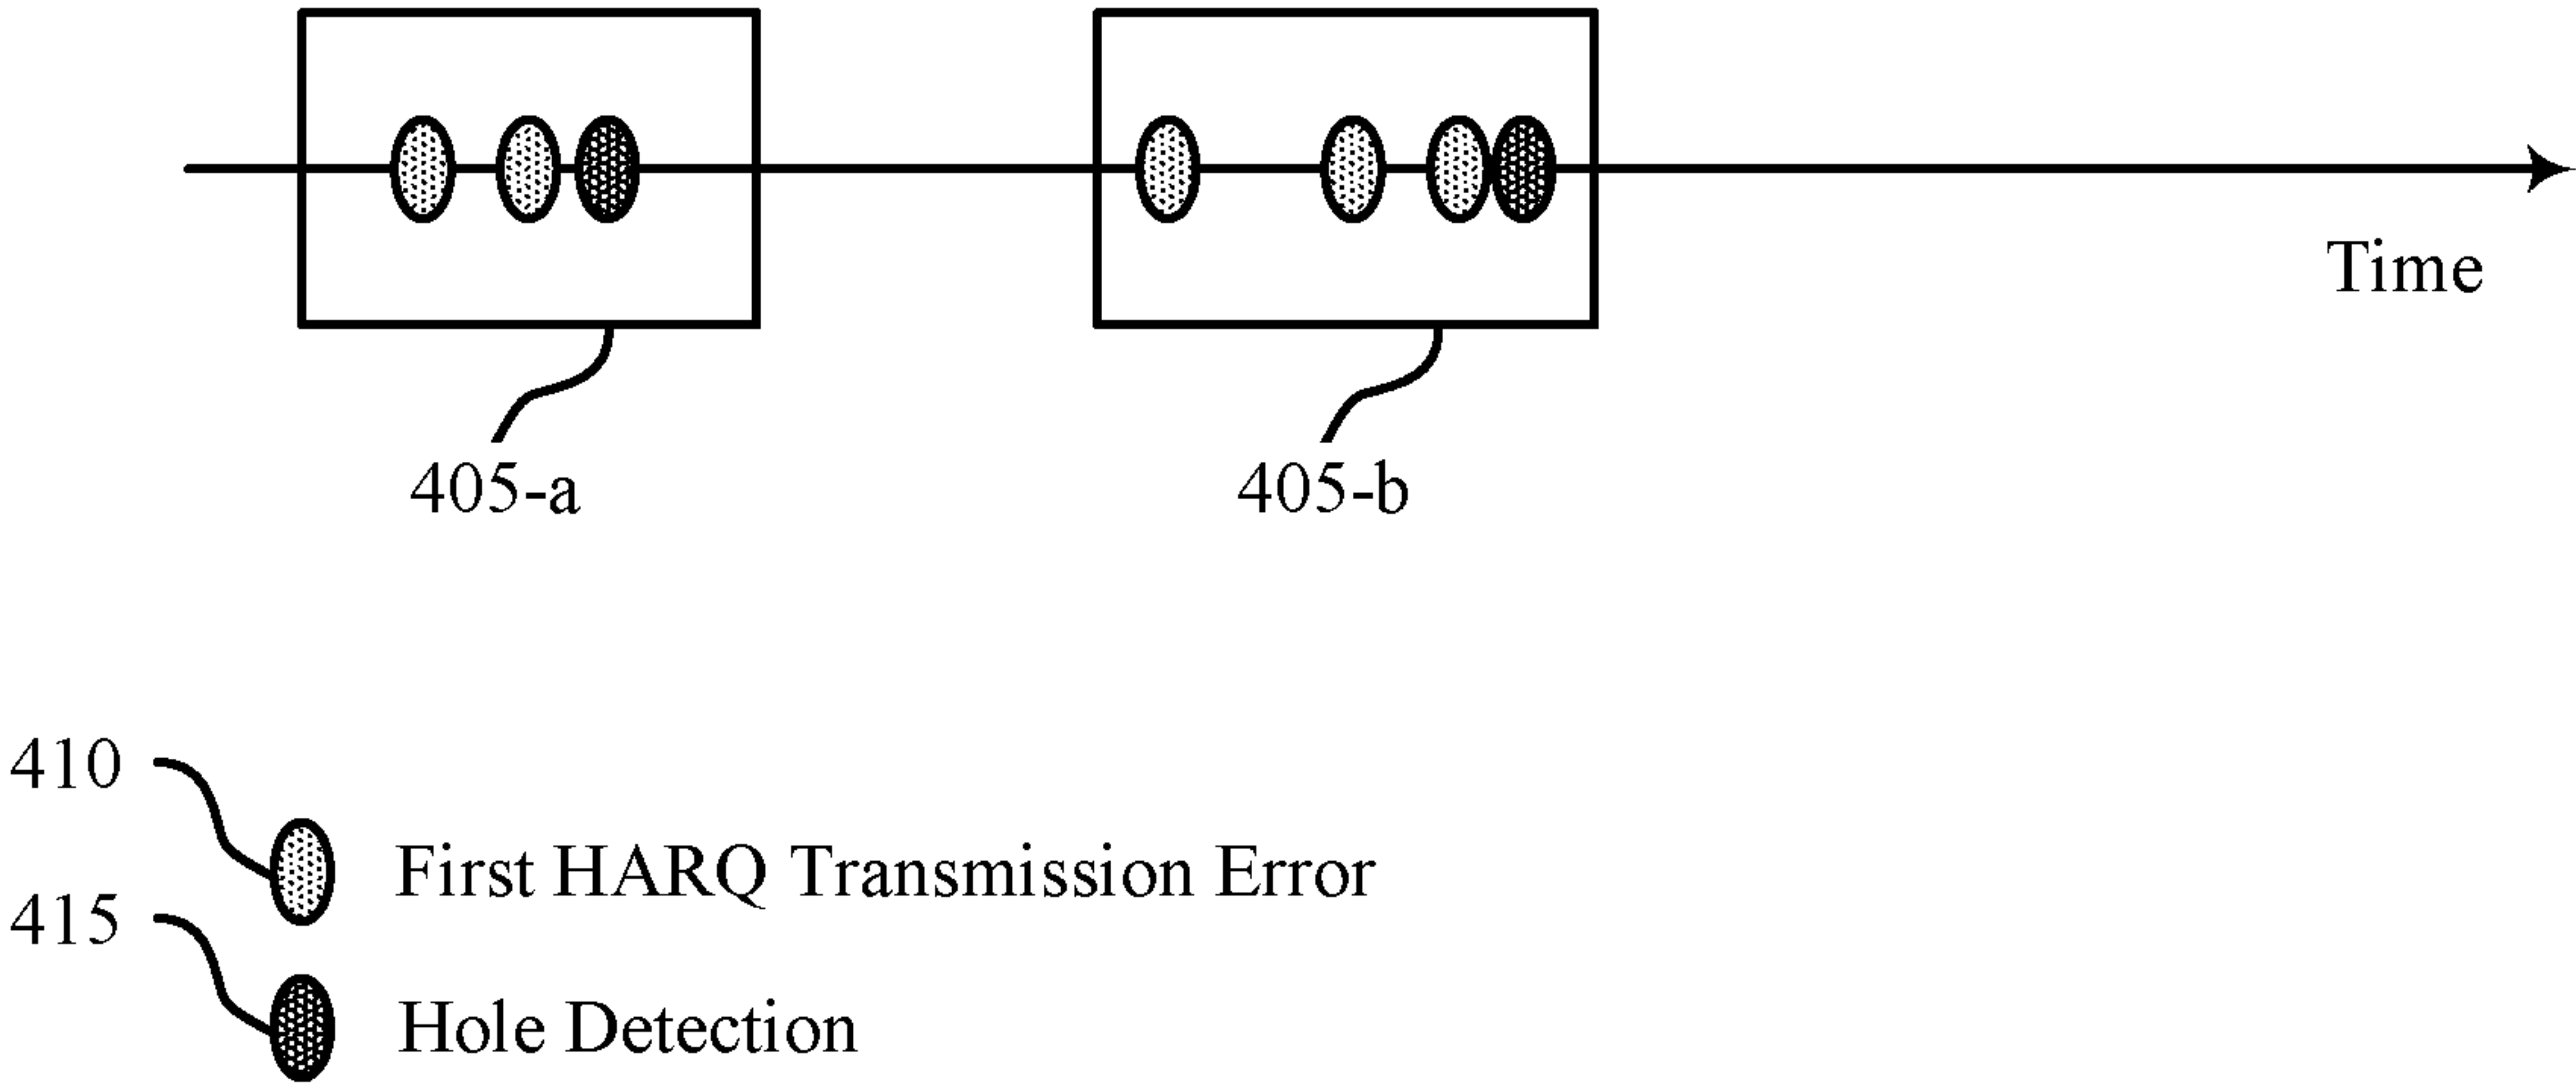 Time
405-a
405-b
410
First HARQ Transmission Error
415
Hole Detection